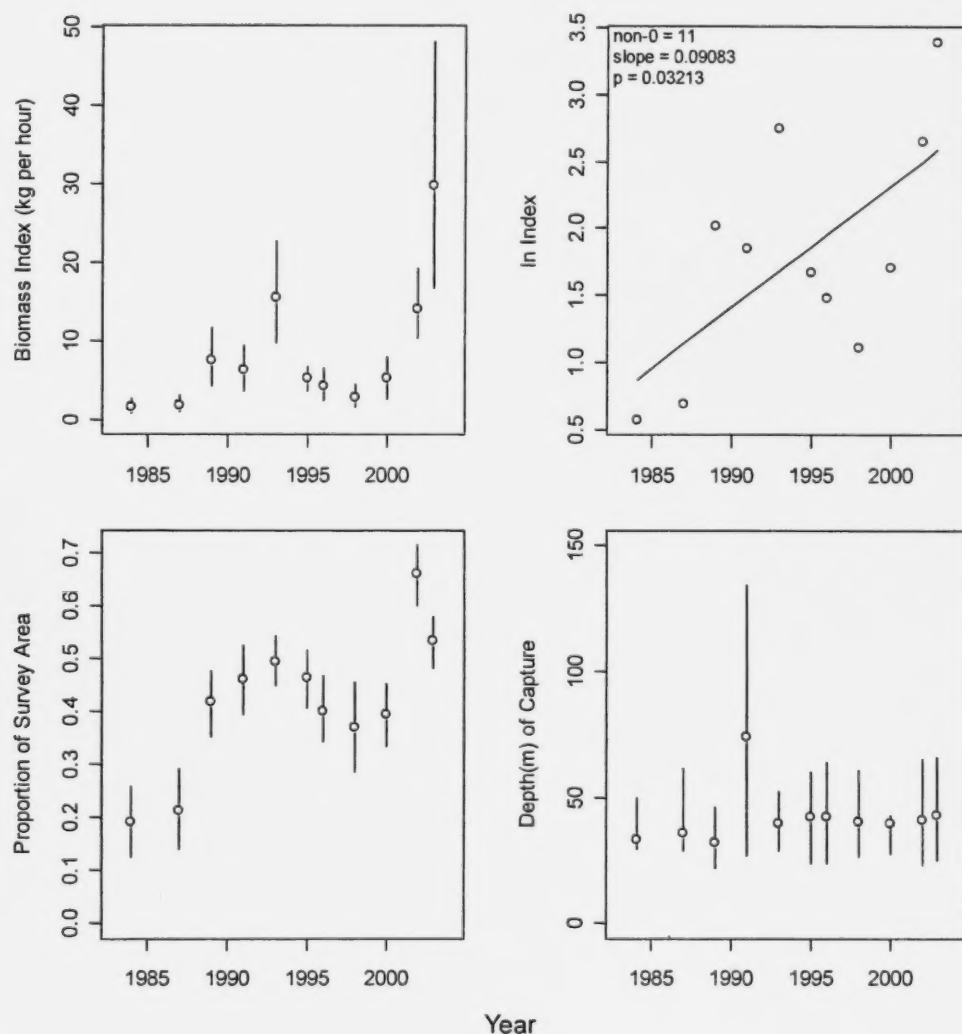 Biomass Index (kg per hour)
50
40
30
20
10
0
1985 1990 1995 2000
ln Index
non-0 = 11
slope = 0.09083
p = 0.03213
3.5
3.0
2.5
2.0
1.5
1.0
0.5
1985 1990 1995 2000
Proportion of Survey Area
0.7
0.6
0.5
0.4
0.3
0.2
0.1
0.0
1985 1990 1995 2000
Depth(m) of Capture
150
100
50
0
1985 1990 1995 2000
Year